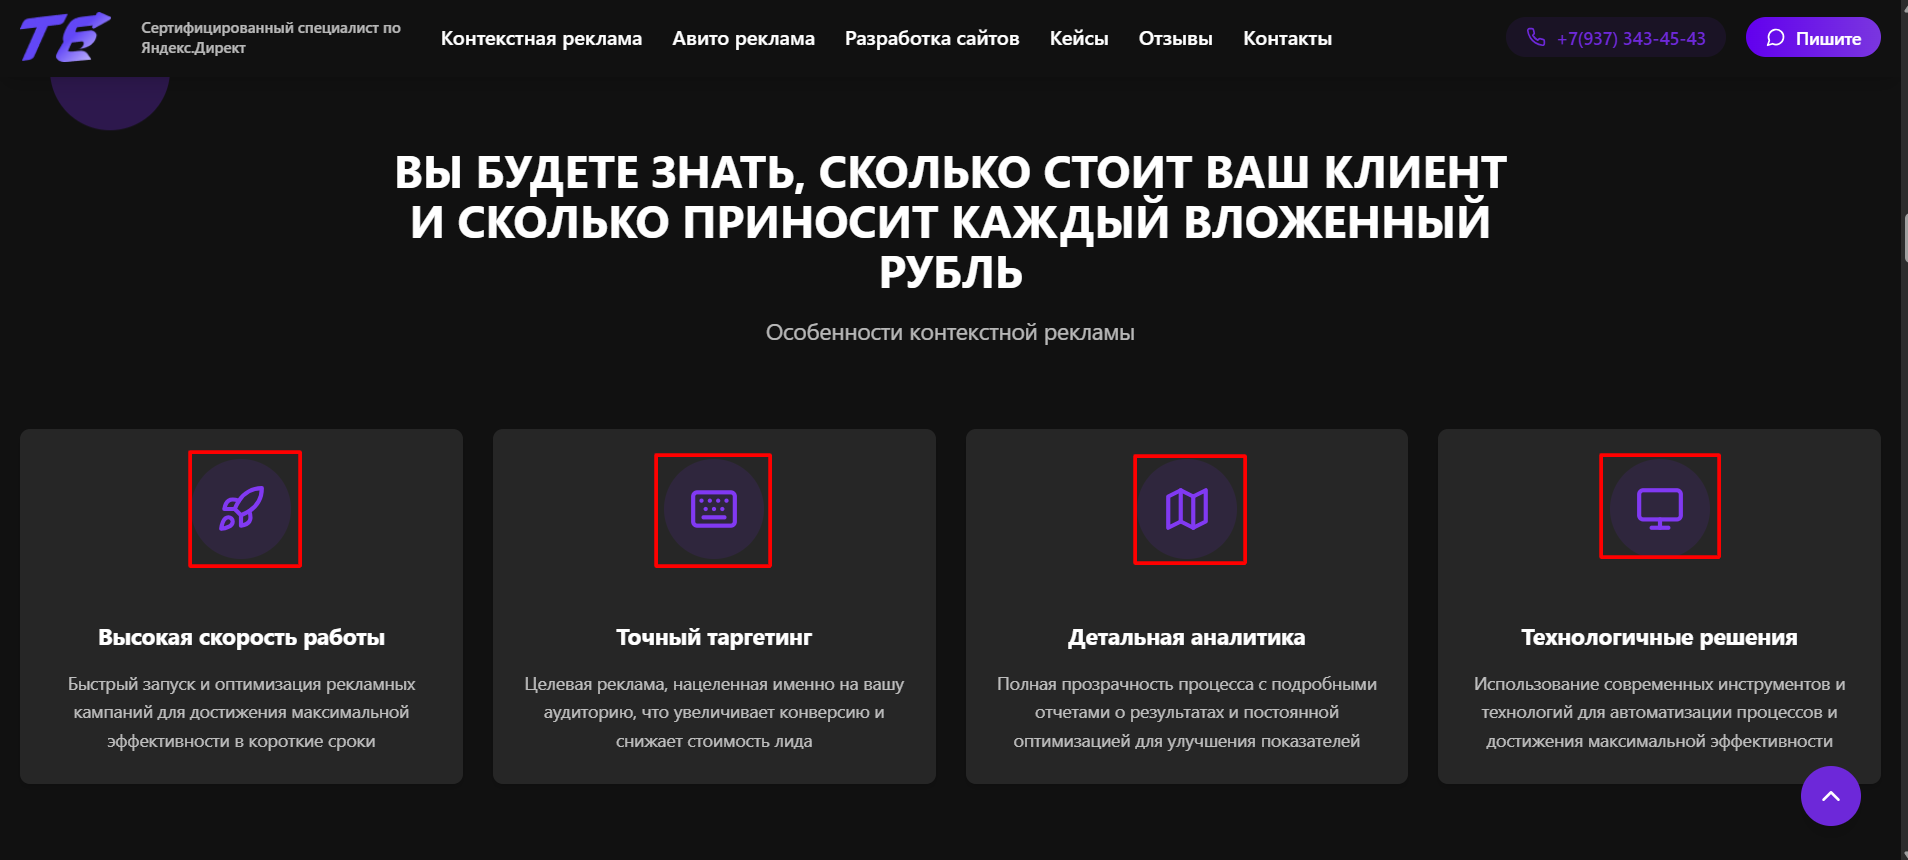 ТЕ
Сертифицированный специалист по
Яндекс.Директ
Контекстная реклама
Авито реклама
Разработка сайтов
Кейсы
Отзывы
Контакты
+7(937) 343-45-43
Пишите
ВЫ БУДЕТЕ ЗНАТЬ, СКОЛЬКО СТОИТ ВАШ КЛИЕНТ
И СКОЛЬКО ПРИНОСИТ КАЖДЫЙ ВЛОЖЕННЫЙ
РУБЛЬ
Особенности контекстной рекламы
Высокая скорость работы
Быстрый запуск и оптимизация рекламных
кампаний для достижения максимальной
эффективности в короткие сроки
Точный таргетинг
Целевая реклама, нацеленная именно на вашу
аудиторию, что увеличивает конверсию и
снижает стоимость лида
Детальная аналитика
Полная прозрачность процесса с подробными
отчетами о результатах и постоянной
оптимизацией для улучшения показателей
Технологичные решения
Использование современных инструментов и
технологий для автоматизации процессов и
достижения максимальной эффективности